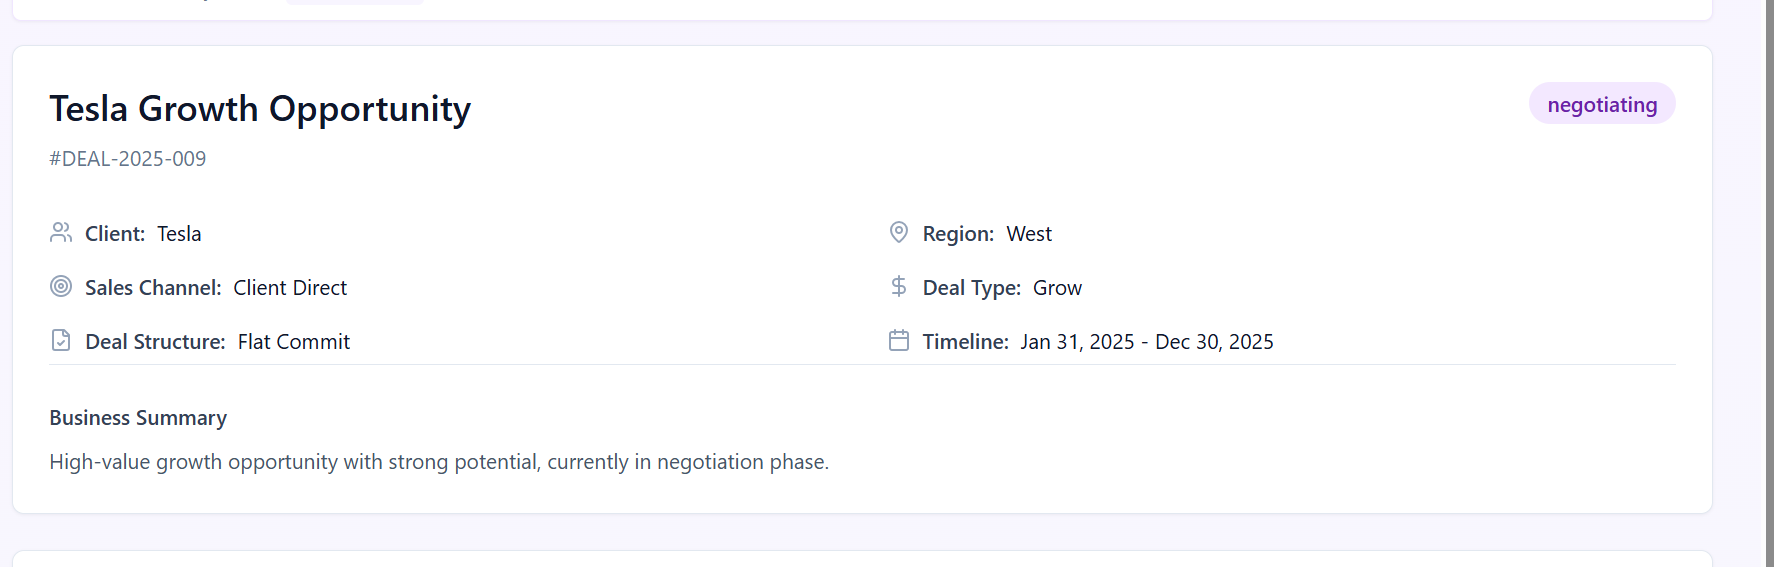 Tesla Growth Opportunity
negotiating
#DEAL-2025-009
Client: Tesla
Region: West
Sales Channel: Client Direct
Deal Type: Grow
Deal Structure: Flat Commit
Timeline: Jan 31, 2025 - Dec 30, 2025
Business Summary
High-value growth opportunity with strong potential, currently in negotiation phase.